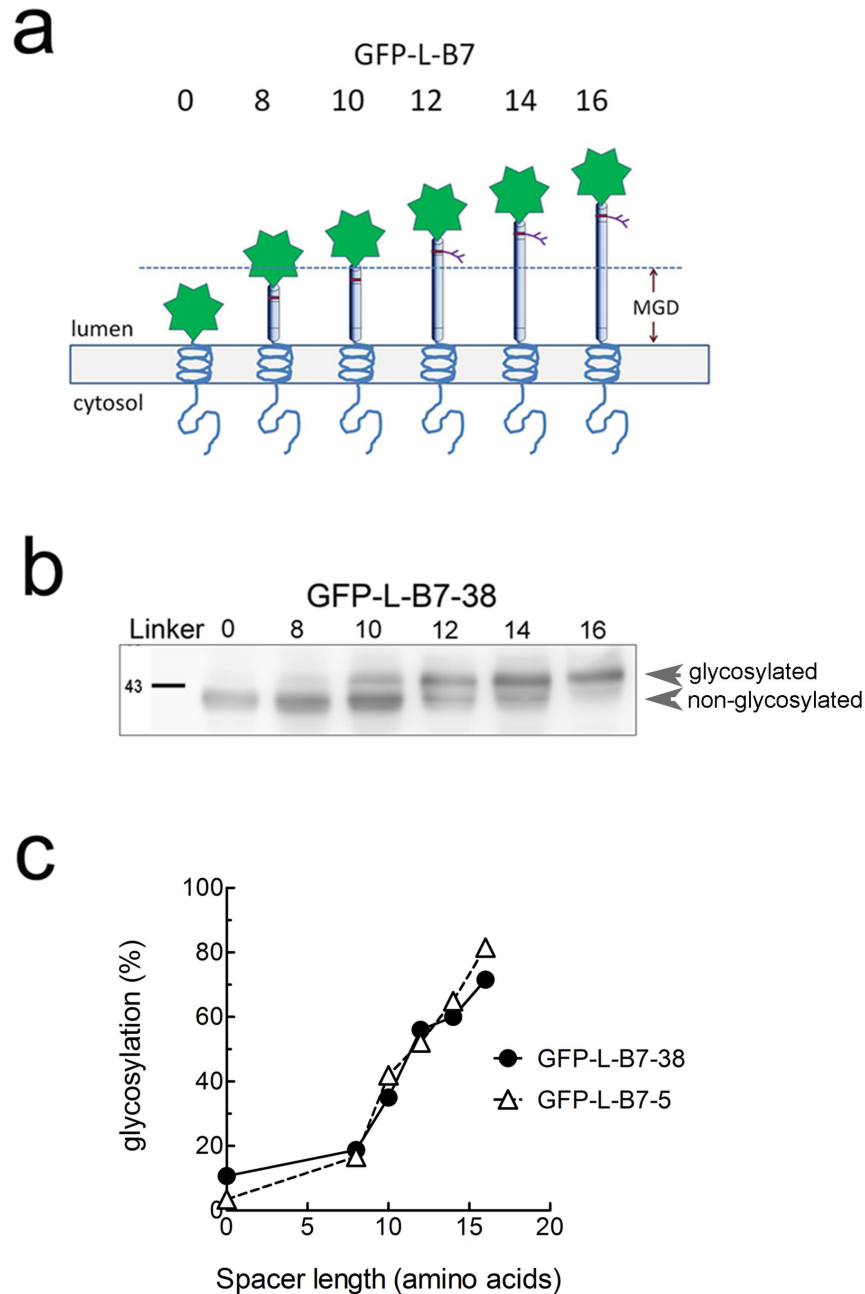 a
GFP-L-B7
0 8 10 12 14 16
MGD
lumen
cytosol
b
GFP-L-B7-38
Linker 0 8 10 12 14 16
glycosylated
43
non-glycosylated
c
100
80
60
40
20
0
glycosylation (%)
GFP-L-B7-38
GFP-L-B7-5
0 5 10 15 20
Spacer length (amino acids)